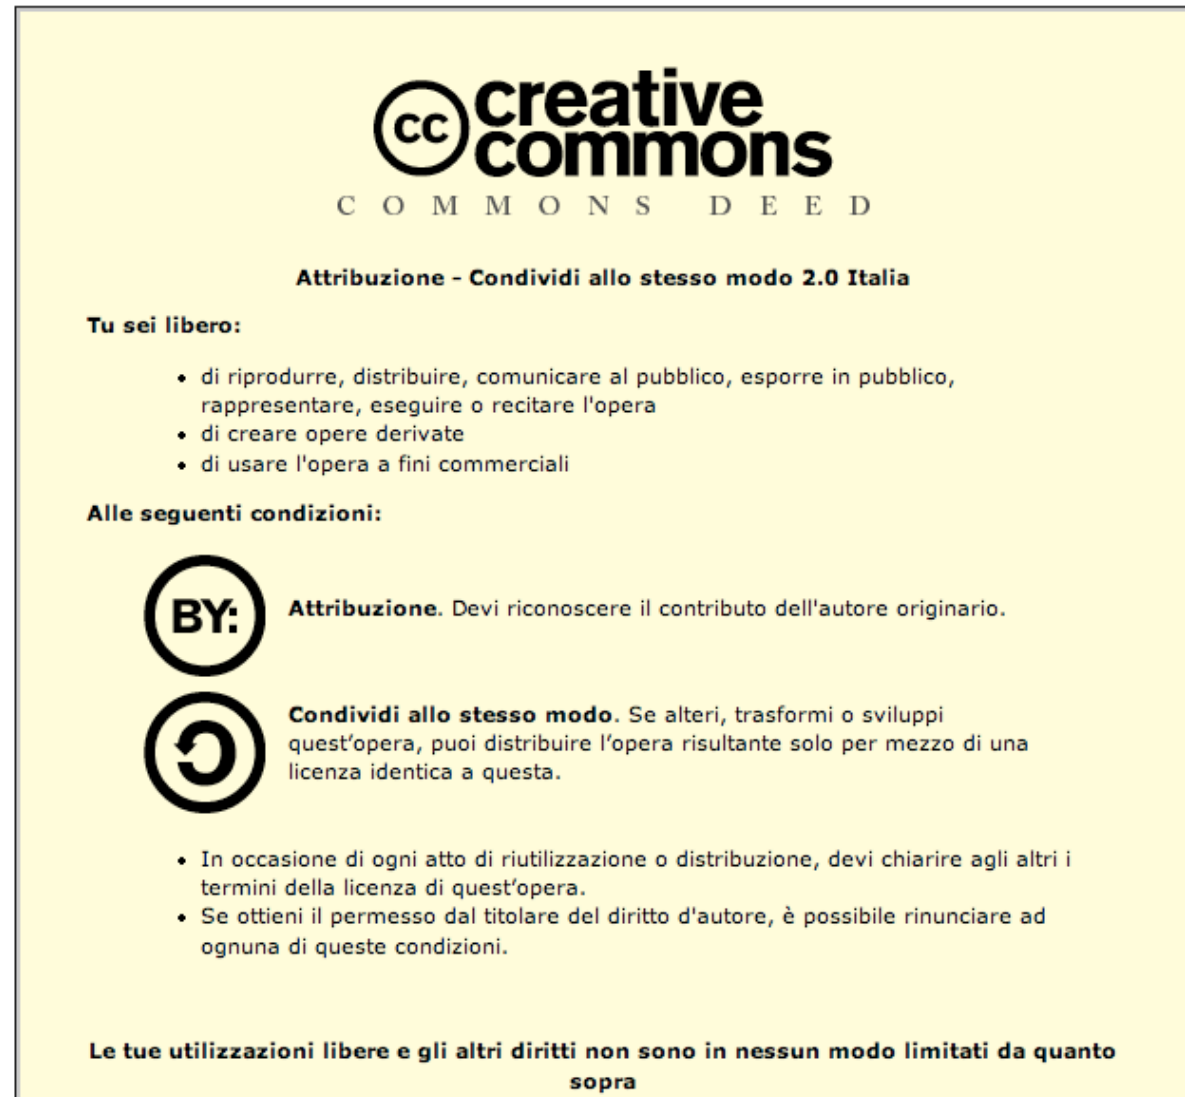 cc creative
commons
COMMONS DEED
Attribuzione - Condividi allo stesso modo 2.0 Italia
Tu sei libero:
• di riprodurre, distribuire, comunicare al pubblico, esporre in pubblico,
rappresentare, eseguire o recitare l'opera
• di creare opere derivate
• di usare l'opera a fini commerciali
Alle seguenti condizioni:
BY:
Attribuzione. Devi riconoscere il contributo dell'autore originario.
Condividi allo stesso modo. Se alteri, trasformi o sviluppi
quest’opera, puoi distribuire l’opera risultante solo per mezzo di una
licenza identica a questa.
• In occasione di ogni atto di riutilizzazione o distribuzione, devi chiarire agli altri i
termini della licenza di quest’opera.
• Se ottieni il permesso dal titolare del diritto d'autore, è possibile rinunciare ad
ognuna di queste condizioni.
Le tue utilizzazioni libere e gli altri diritti non sono in nessun modo limitati da quanto
sopra